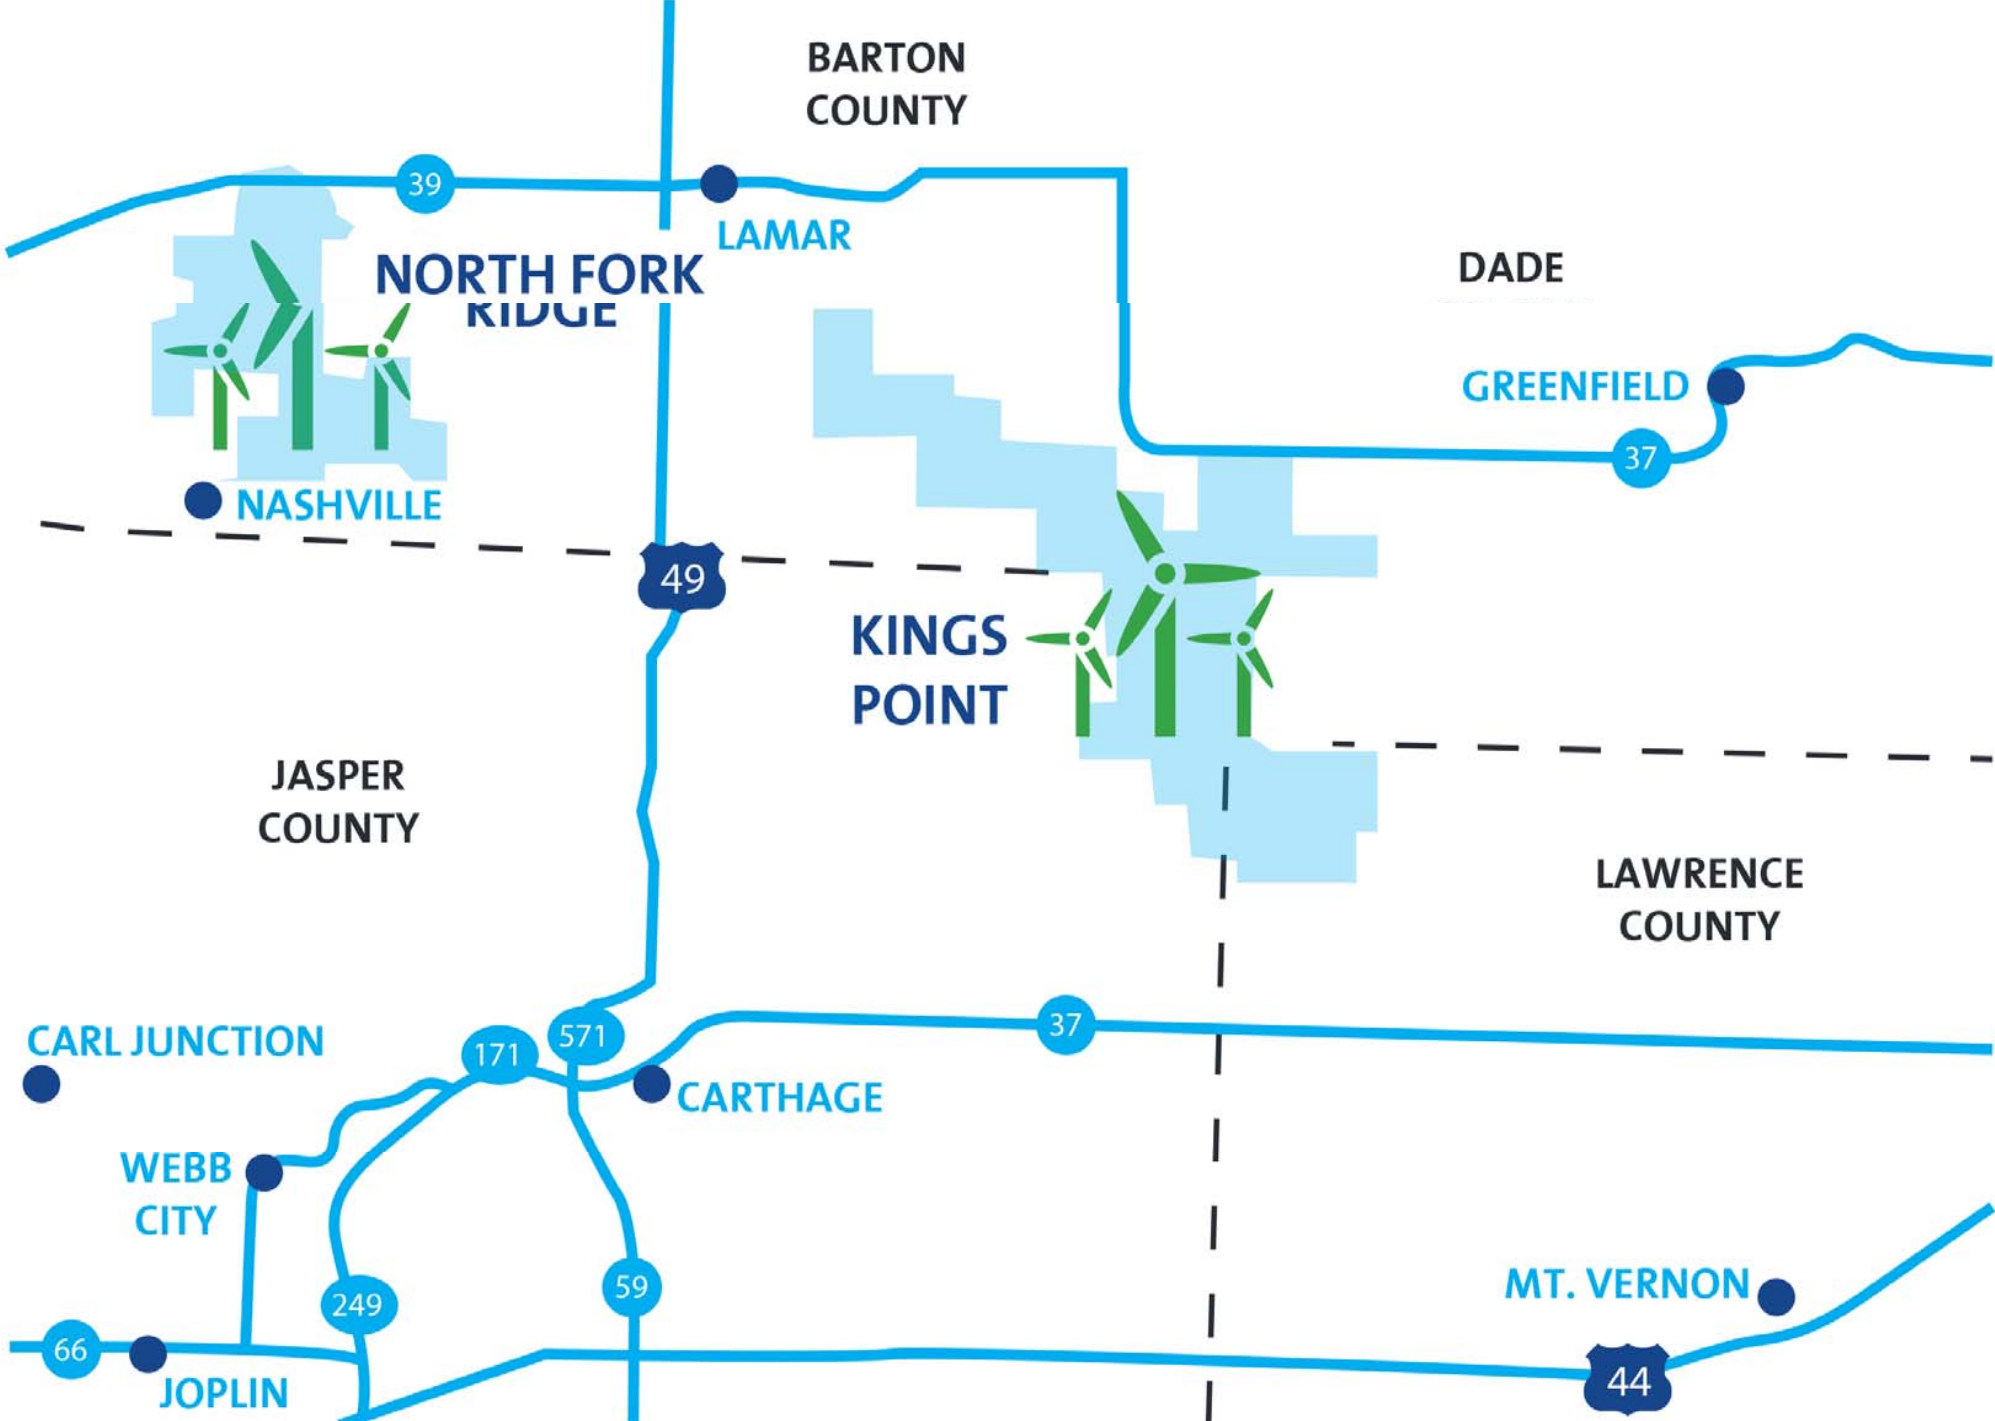 BARTON
COUNTY
39
LAMAR
NORTH FORK
RIDGE
DADE
GREENFIELD
37
NASHVILLE
49
KINGS
POINT
JASPER
COUNTY
LAWRENCE
COUNTY
CARL JUNCTION
171
571
37
CARTHAGE
WEBB
CITY
249
59
MT. VERNON
66
JOPLIN
44